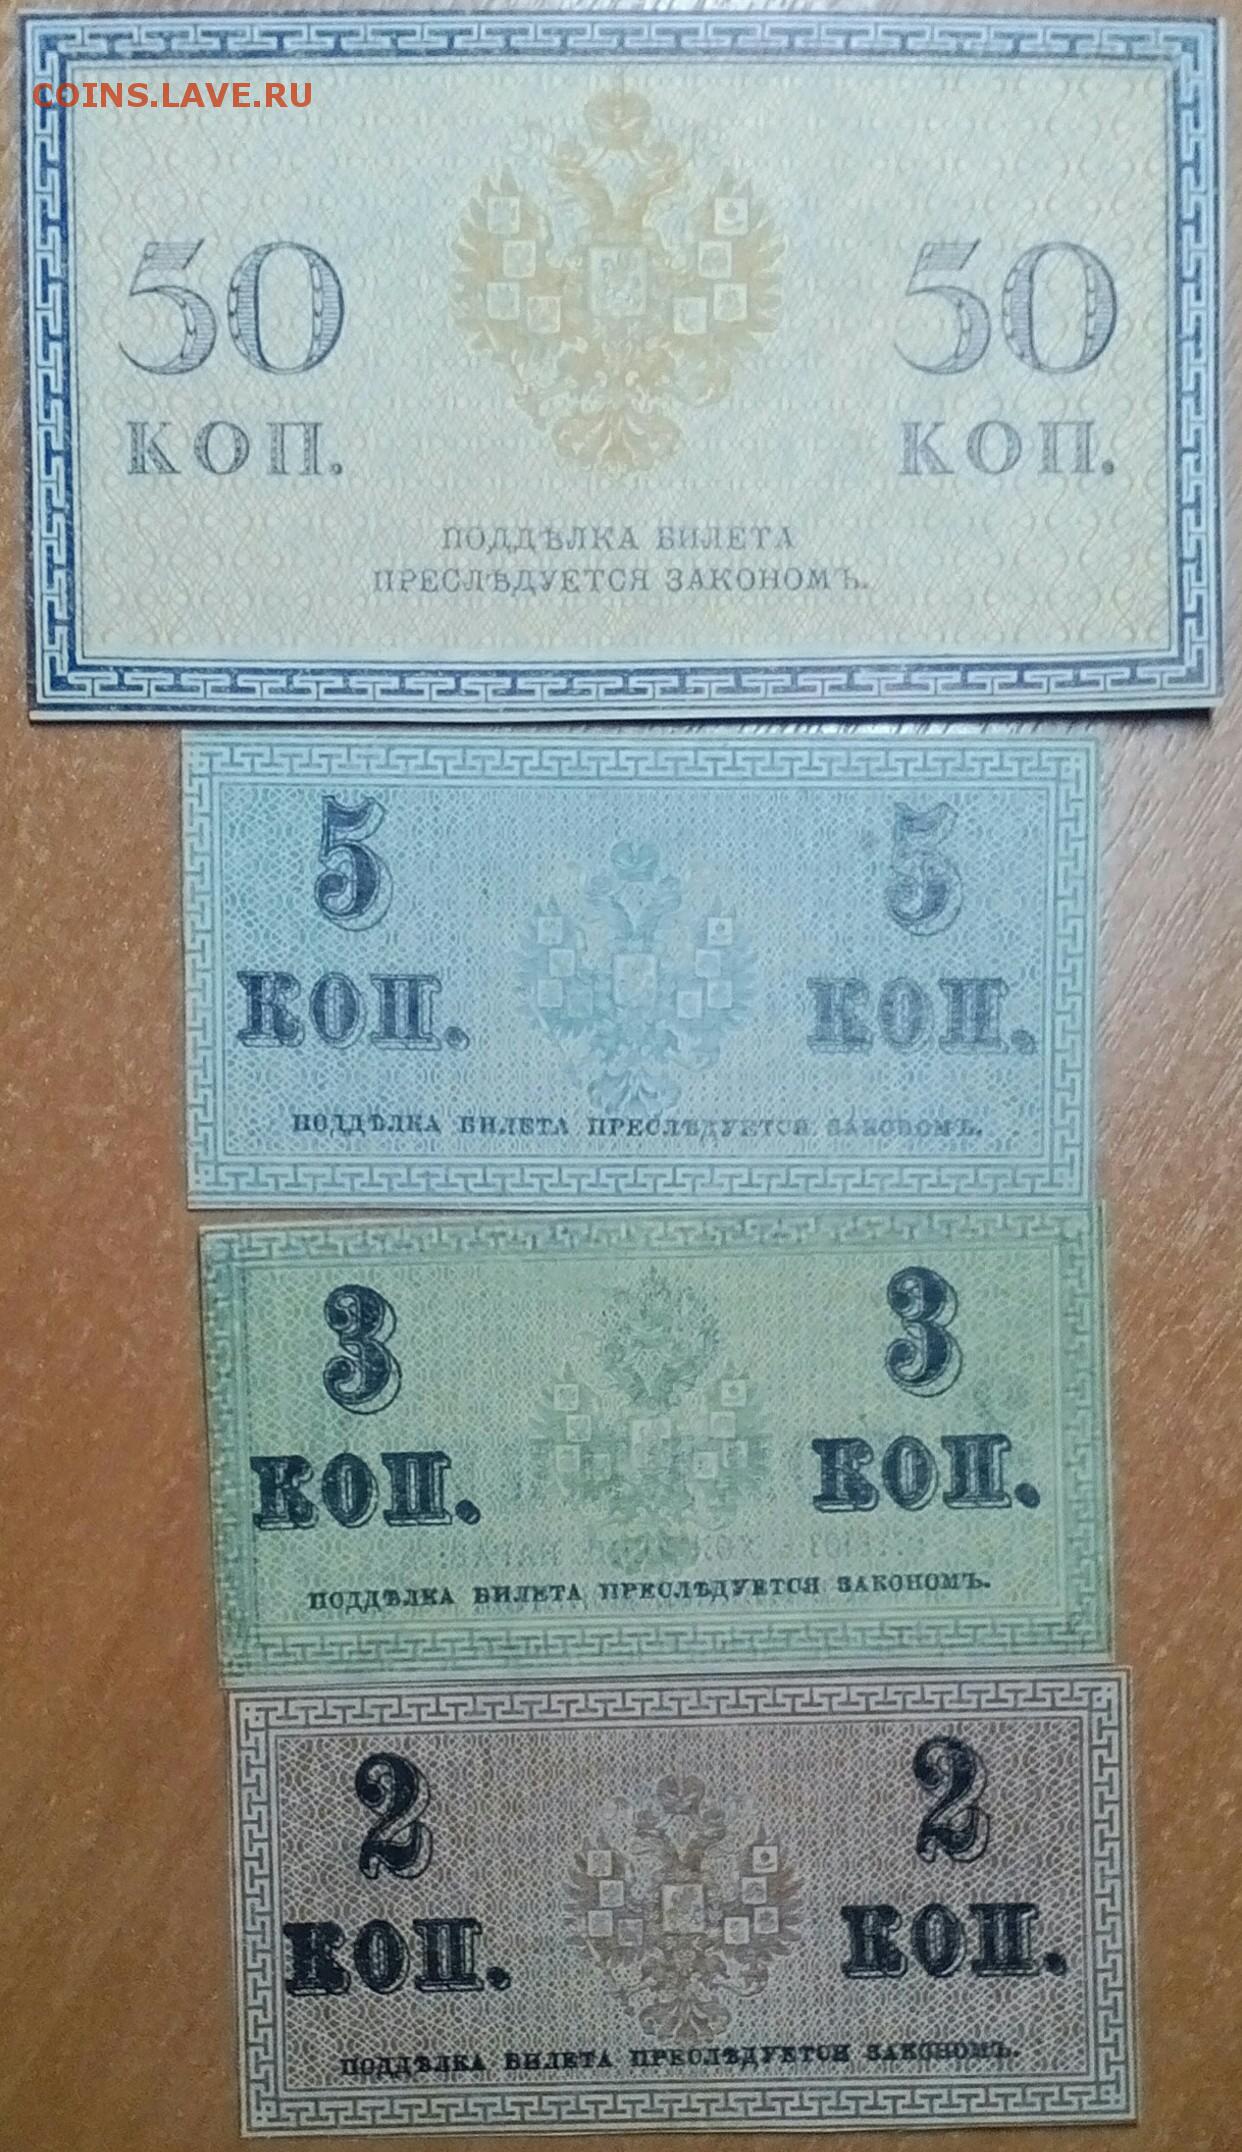 COINS.LAVE.RU
50 50
КОП. КОП.
ПОДДѢЛКА БИЛЕТА
ПРЕСЛѢДУЕТСЯ ЗАКОНОМЪ.
5 5
КОП. КОП.
ПОДДѢЛКА БИЛЕТА ПРЕСЛѢДУЕТСЯ ЗАКОНОМЪ.
3 3
КОП. КОП.
ПОДДѢЛКА БИЛЕТА ПРЕСЛѢДУЕТСЯ ЗАКОНОМЪ.
2 2
КОП. КОП.
ПОДДѢЛКА БИЛЕТА ПРЕСЛѢДУЕТСЯ ЗАКОНОМЪ.